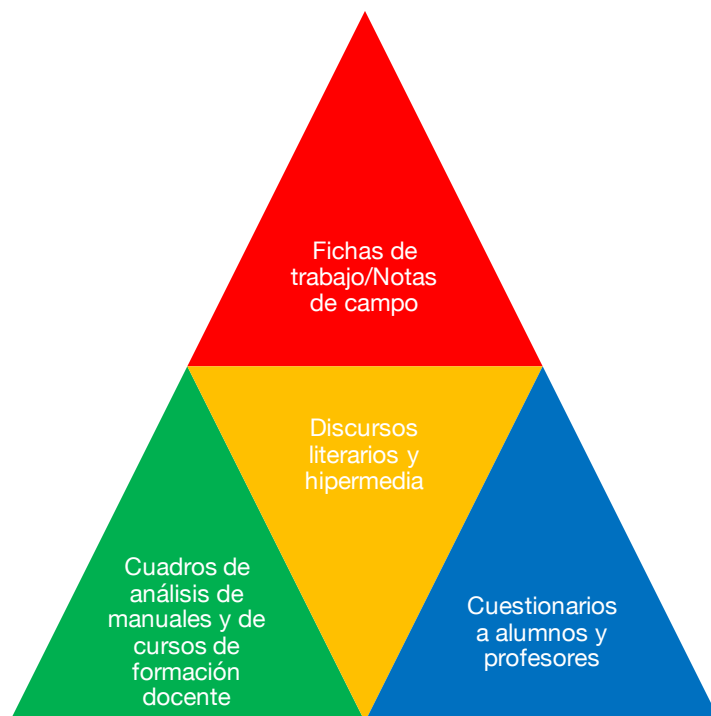 Fichas de
trabajo/Notas
de campo
Discursos
literarios y
hipermedia
Cuadros de
análisis de
manuales y de
cursos de
formación
docente
Cuestionarios
a alumnos y
profesores